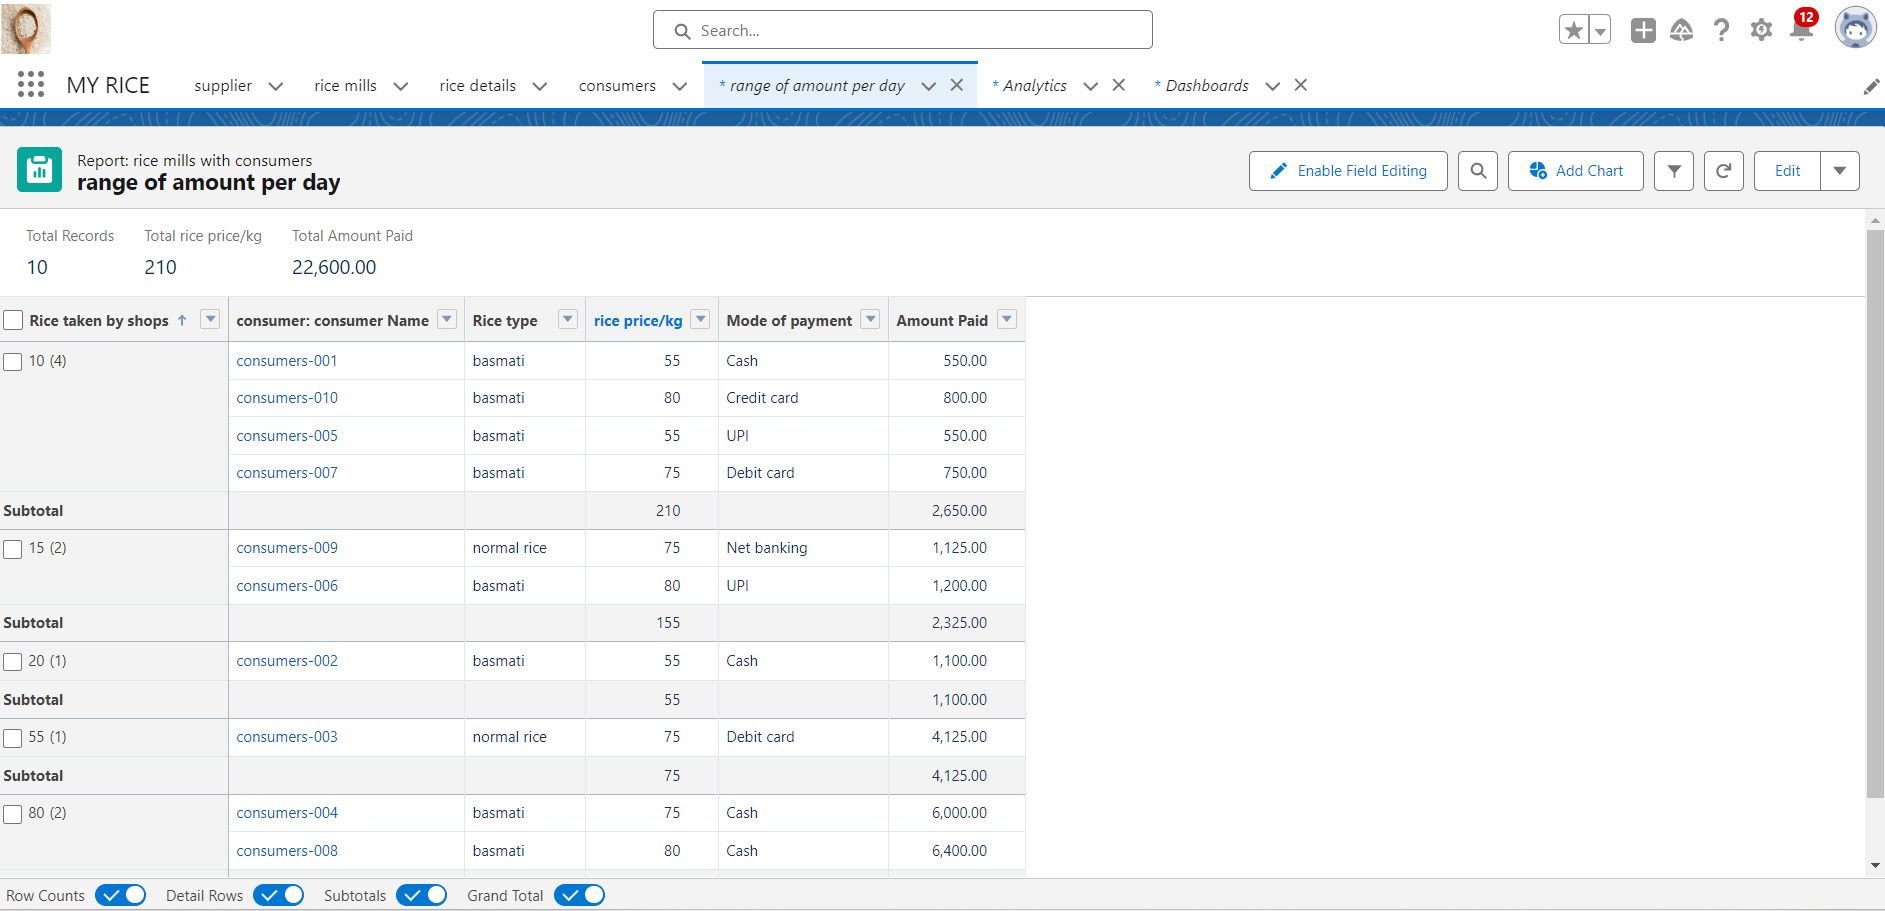 Search...
12
MY RICE
supplier
rice mills
rice details
consumers
* range of amount per day
* Analytics
* Dashboards
Report: rice mills with consumers
range of amount per day
Enable Field Editing
Add Chart
Edit
Total Records Total rice price/kg Total Amount Paid
10 210 22,600.00
Rice taken by shops ↑ consumer: consumer Name Rice type rice price/kg Mode of payment Amount Paid
10 (4) consumers-001 basmati 55 Cash 550.00
consumers-010 basmati 80 Credit card 800.00
consumers-005 basmati 55 UPI 550.00
consumers-007 basmati 75 Debit card 750.00
Subtotal 210 2,650.00
15 (2) consumers-009 normal rice 75 Net banking 1,125.00
consumers-006 basmati 80 UPI 1,200.00
Subtotal 155 2,325.00
20 (1) consumers-002 basmati 55 Cash 1,100.00
Subtotal 55 1,100.00
55 (1) consumers-003 normal rice 75 Debit card 4,125.00
Subtotal 75 4,125.00
80 (2) consumers-004 basmati 75 Cash 6,000.00
consumers-008 basmati 80 Cash 6,400.00
Row Counts Detail Rows Subtotals Grand Total